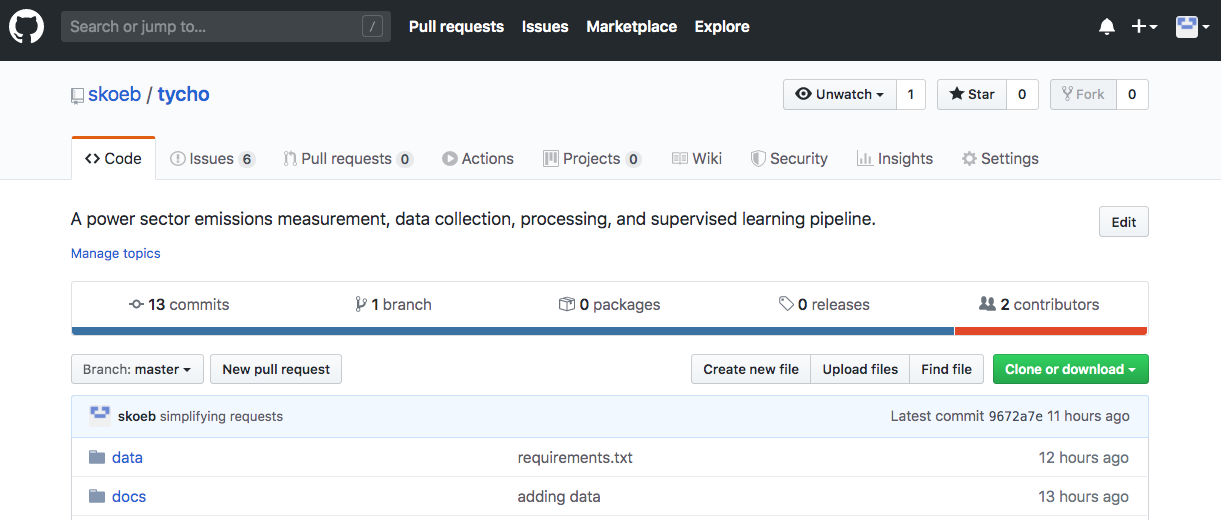 Search or jump to... / Pull requests Issues Marketplace Explore
skoeb / tycho Unwatch 1 Star 0 Fork 0
Code Issues 6 Pull requests 0 Actions Projects 0 Wiki Security Insights Settings
A power sector emissions measurement, data collection, processing, and supervised learning pipeline. Edit
Manage topics
13 commits 1 branch 0 packages 0 releases 2 contributors
Branch: master New pull request Create new file Upload files Find file Clone or download
skoeb simplifying requests Latest commit 9672a7e 11 hours ago
data requirements.txt 12 hours ago
docs adding data 13 hours ago